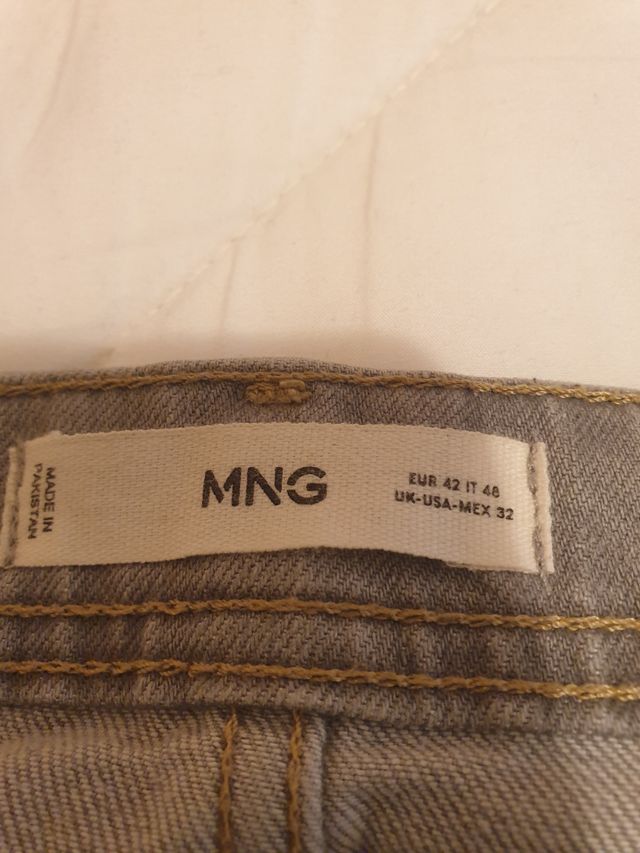 MADE IN
PAKISTAN
MNG
EUR 42 IT 48
UK-USA-MEX 32